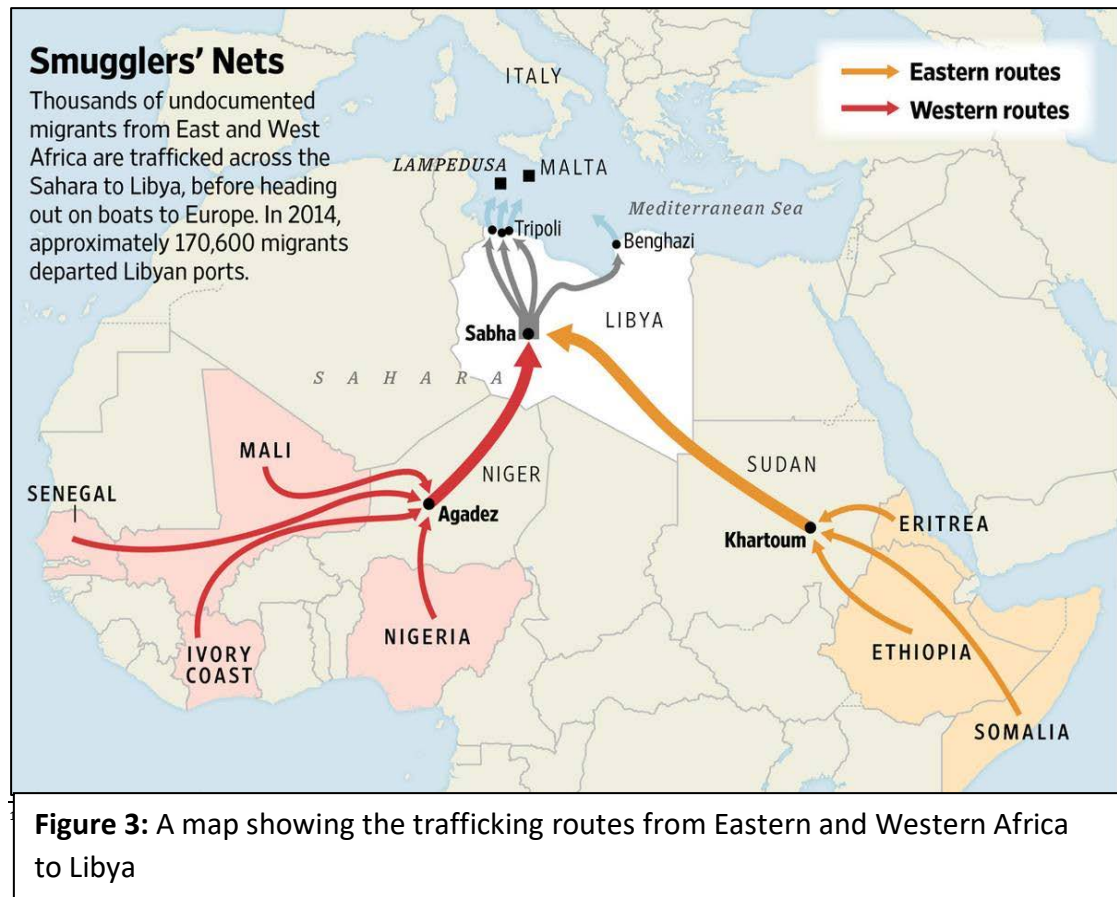 Smugglers' Nets
Thousands of undocumented
migrants from East and West
Africa are trafficked across the
Sahara to Libya, before heading
out on boats to Europe. In 2014,
approximately 170,600 migrants
departed Libyan ports.
Eastern routes
Western routes
ITALY
LAMPEDUSA
MALTA
Mediterranean Sea
Tripoli
Benghazi
LIBYA
Sabha
SAHARA
MALI
NIGER
SUDAN
SENEGAL
Agadez
ERITREA
Khartoum
NIGERIA
IVORY
COAST
ETHIOPIA
SOMALIA
Figure 3: A map showing the trafficking routes from Eastern and Western Africa
to Libya